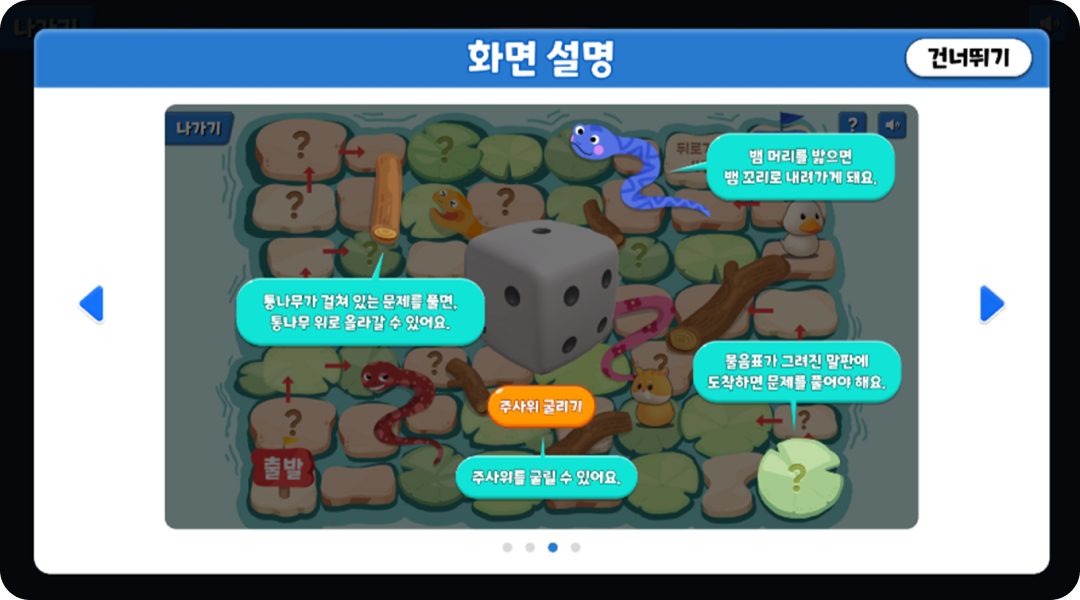 나가기
화면 설명
건너뛰기
나가기
?
뒤로
뱀 머리를 밟으면
뱀 꼬리로 내려가게 돼요.
?
?
?
?
?
?
통나무가 걸쳐 있는 문제를 풀면,
통나무 위로 올라갈 수 있어요.
물음표가 그려진 말판에
도착하면 문제를 풀어야 해요.
?
?
주사위 굴리기
?
?
출발
주사위를 굴릴 수 있어요.
?